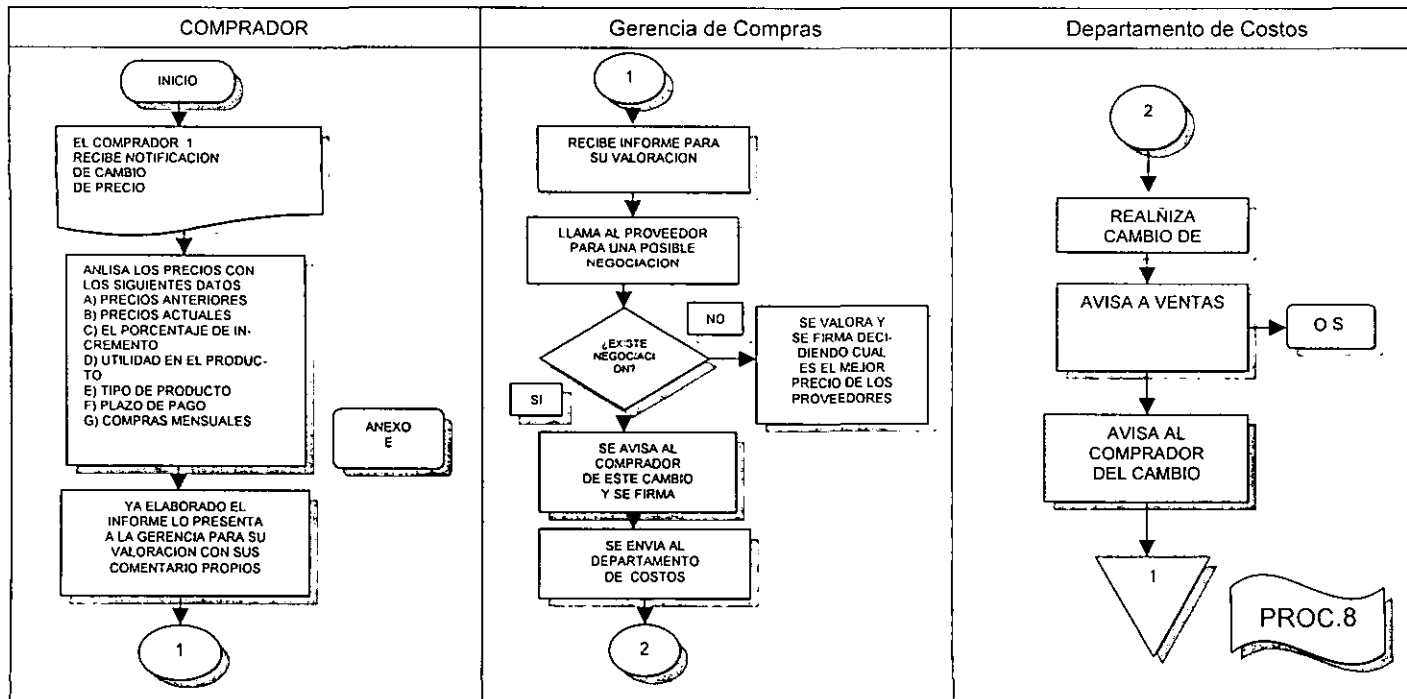 COMPRADOR
INICIO
EL COMPRADOR 1
RECIBE NOTIFICACION
DE CAMBIO
DE PRECIO
ANLISA LOS PRECIOS CON
LOS SIGUIENTES DATOS
A) PRECIOS ANTERIORES
B) PRECIOS ACTUALES
C) EL PORCENTAJE DE IN-
CREMENTO
D) UTILIDAD EN EL PRODUC-
TO
E) TIPO DE PRODUCTO
F) PLAZO DE PAGO
G) COMPRAS MENSUALES
ANEXO
E
YA ELABORADO EL
INFORME LO PRESENTA
A LA GERENCIA PARA SU
VALORACION CON SUS
COMENTARIO PROPIOS
1
Gerencia de Compras
1
RECIBE INFORME PARA
SU VALORACION
LLAMA AL PROVEEDOR
PARA UNA POSIBLE
NEGOCIACION
¿EXISTE
NEGOCIACI
ON?
NO
SE VALORA Y
SE FIRMA DECI-
DIENDO CUAL
ES EL MEJOR
PRECIO DE LOS
PROVEEDORES
SI
SE AVISA AL
COMPRADOR
DE ESTE CAMBIO
Y SE FIRMA
SE ENVIA AL
DEPARTAMENTO
DE COSTOS
2
Departamento de Costos
2
REALÑIZA
CAMBIO DE
AVISA A VENTAS
O S
AVISA AL
COMPRADOR
DEL CAMBIO
1
PROC.8